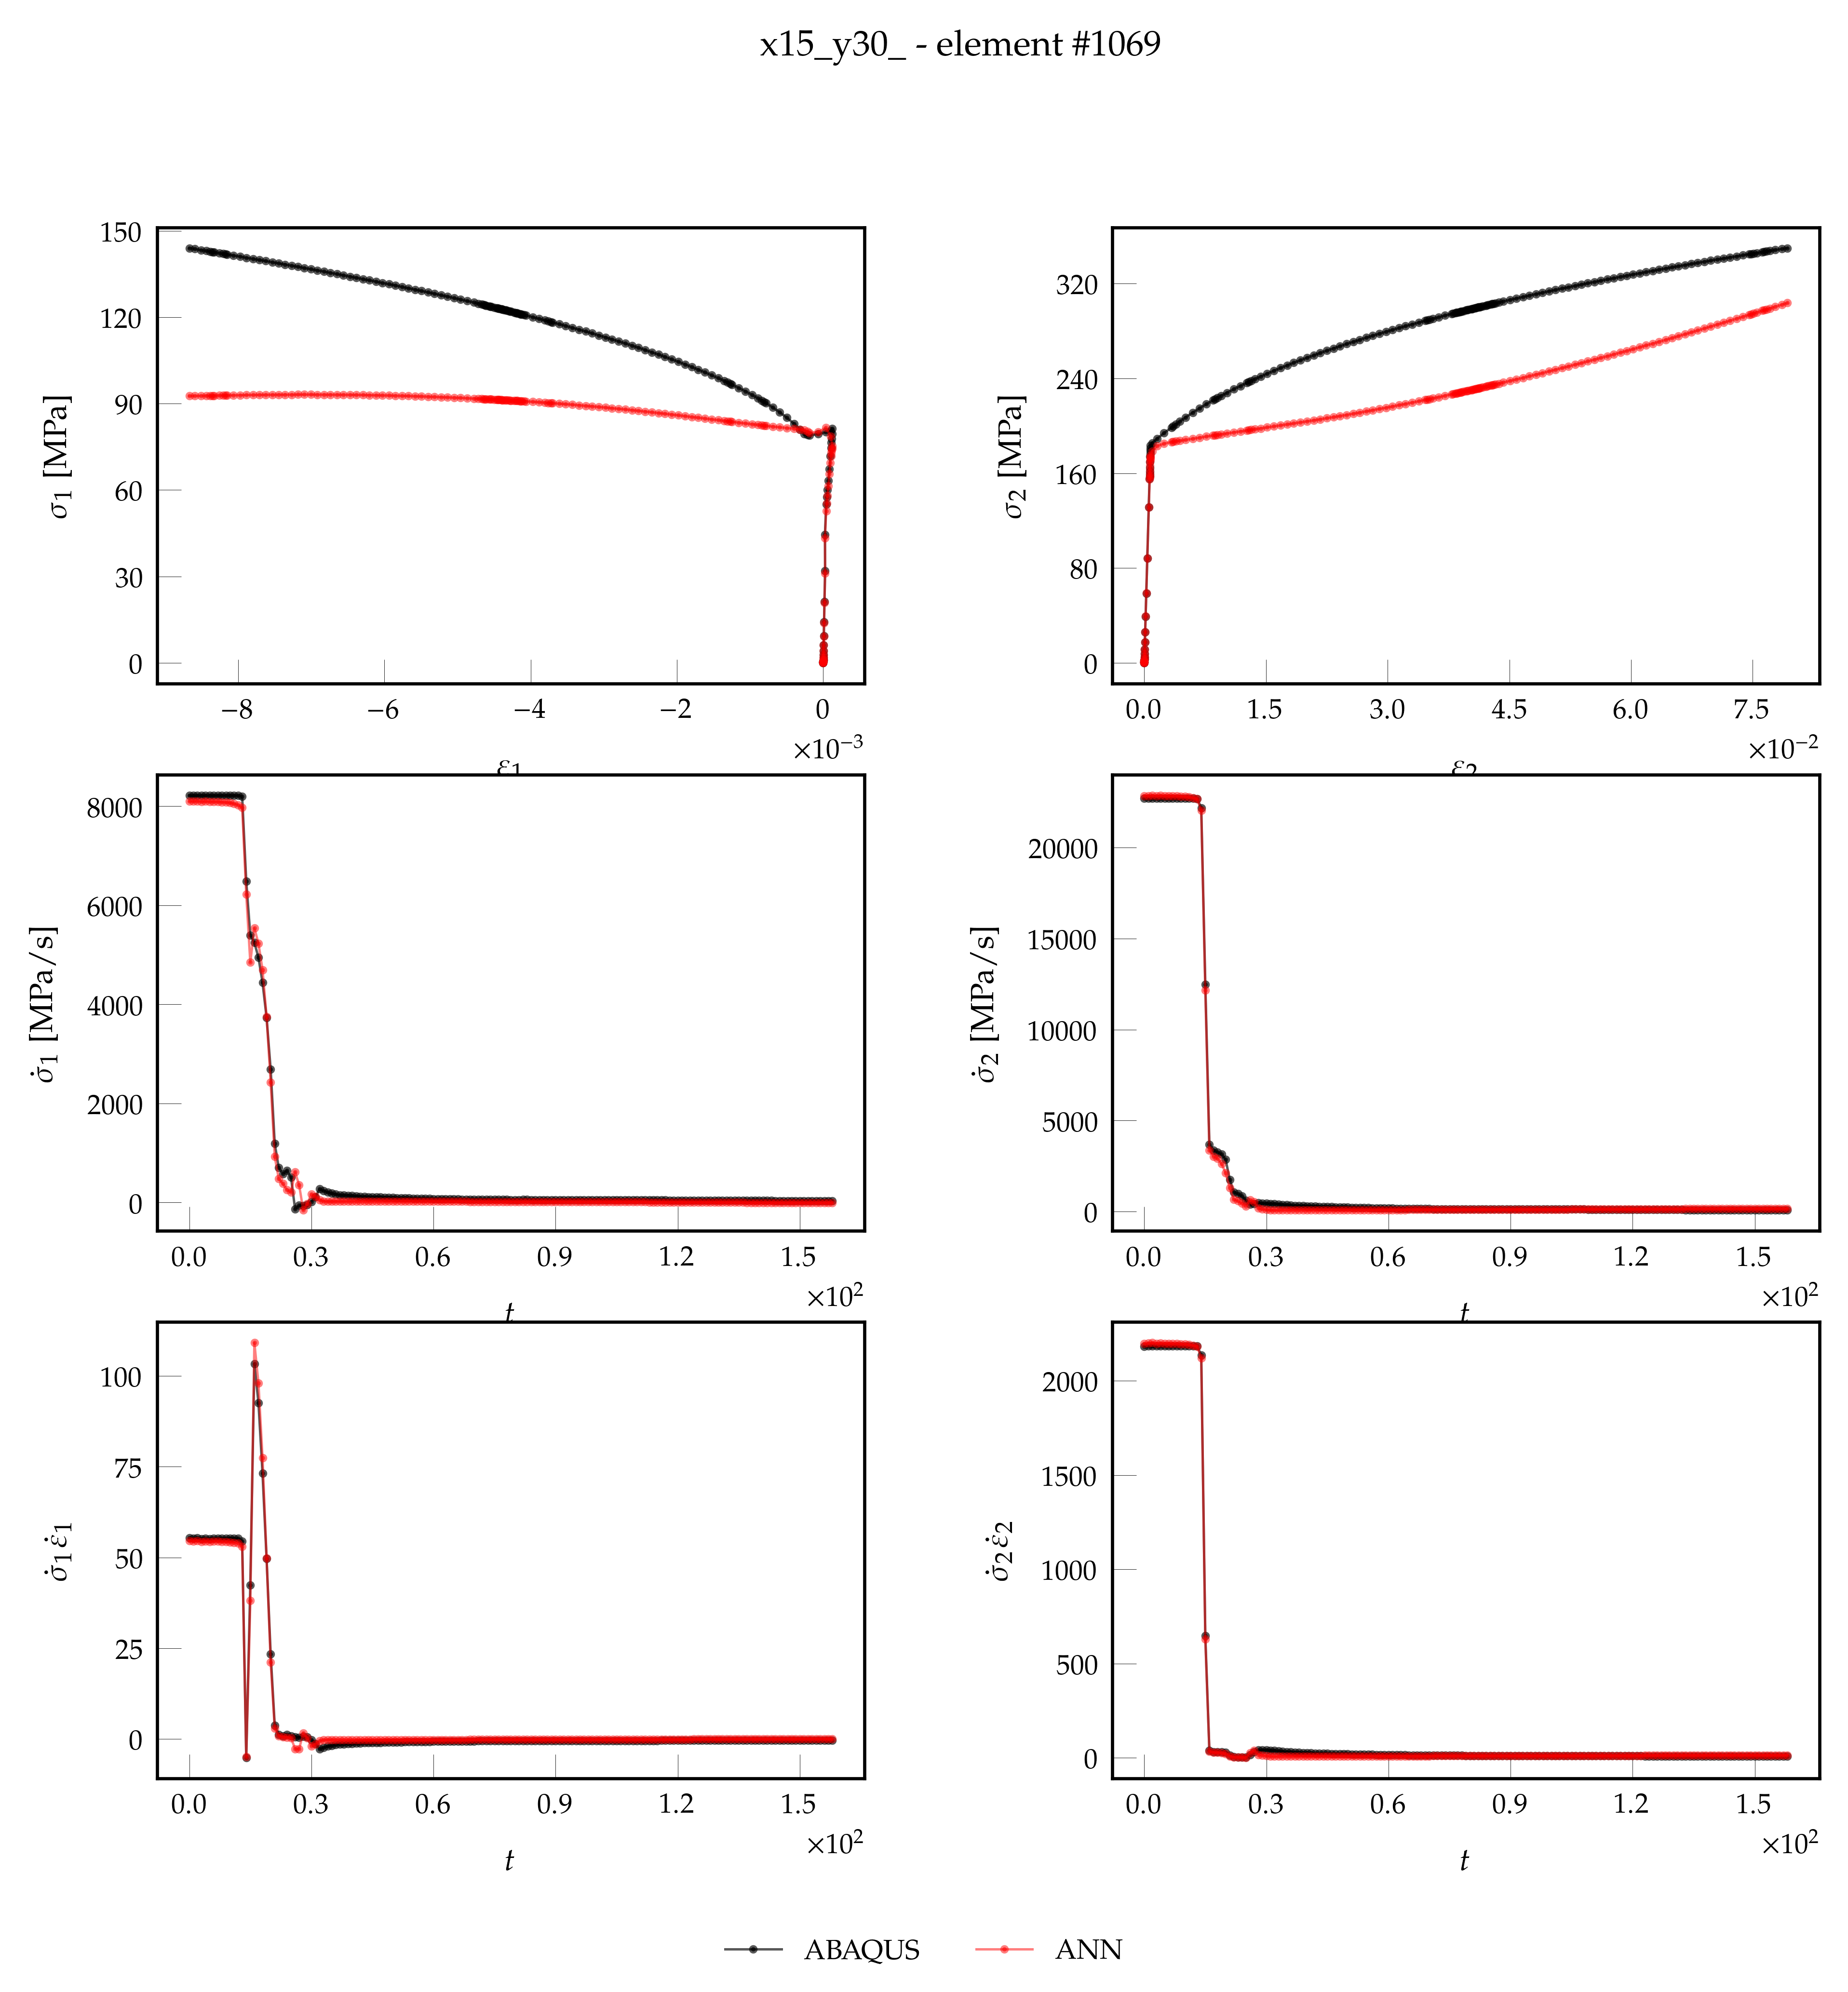 x15_y30_ - element #1069
150
120
90
60
30
0
σ1 [MPa]
−8 −6 −4 −2 0
×10−3
ε1
320
240
160
80
0
σ2 [MPa]
0.0 1.5 3.0 4.5 6.0 7.5
×10−2
ε2
8000
6000
4000
2000
0
σ̇1 [MPa/s]
0.0 0.3 0.6 0.9 1.2 1.5
×102
t
20000
15000
10000
5000
0
σ̇2 [MPa/s]
0.0 0.3 0.6 0.9 1.2 1.5
×102
t
100
75
50
25
0
σ̇1ε̇1
0.0 0.3 0.6 0.9 1.2 1.5
×102
t
2000
1500
1000
500
0
σ̇2ε̇2
0.0 0.3 0.6 0.9 1.2 1.5
×102
t
ABAQUS ANN